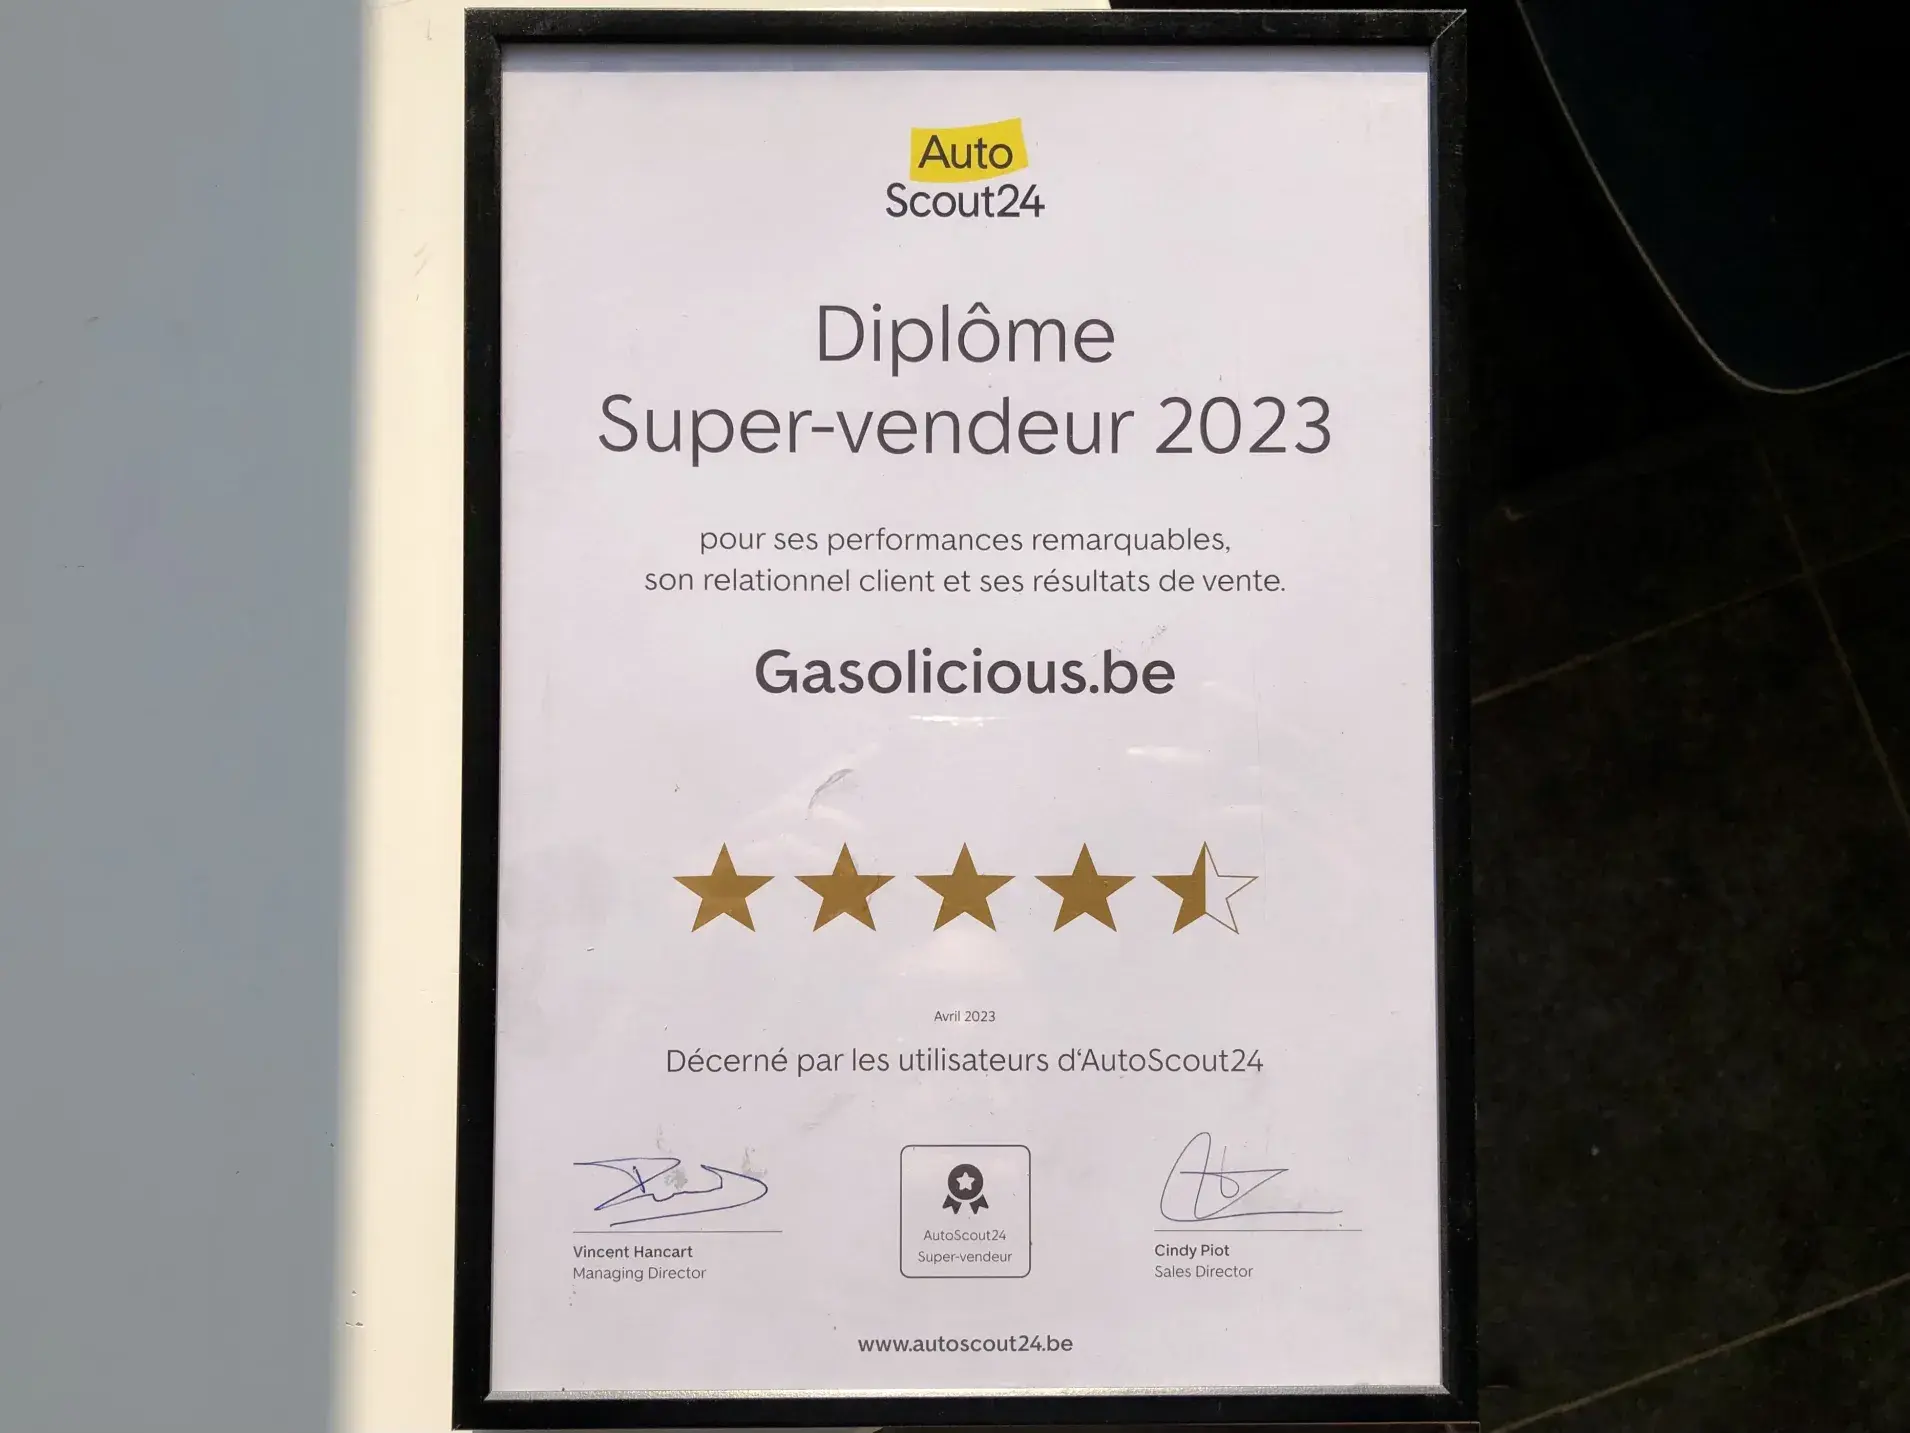 Auto
Scout24
Diplôme
Super-vendeur 2023
pour ses performances remarquables,
son relationnel client et ses résultats de vente.
Gasolicious.be
Avril 2023
Décerné par les utilisateurs d‘AutoScout24
Vincent Hancart
Managing Director
AutoScout24
Super-vendeur
Cindy Piot
Sales Director
www.autoscout24.be